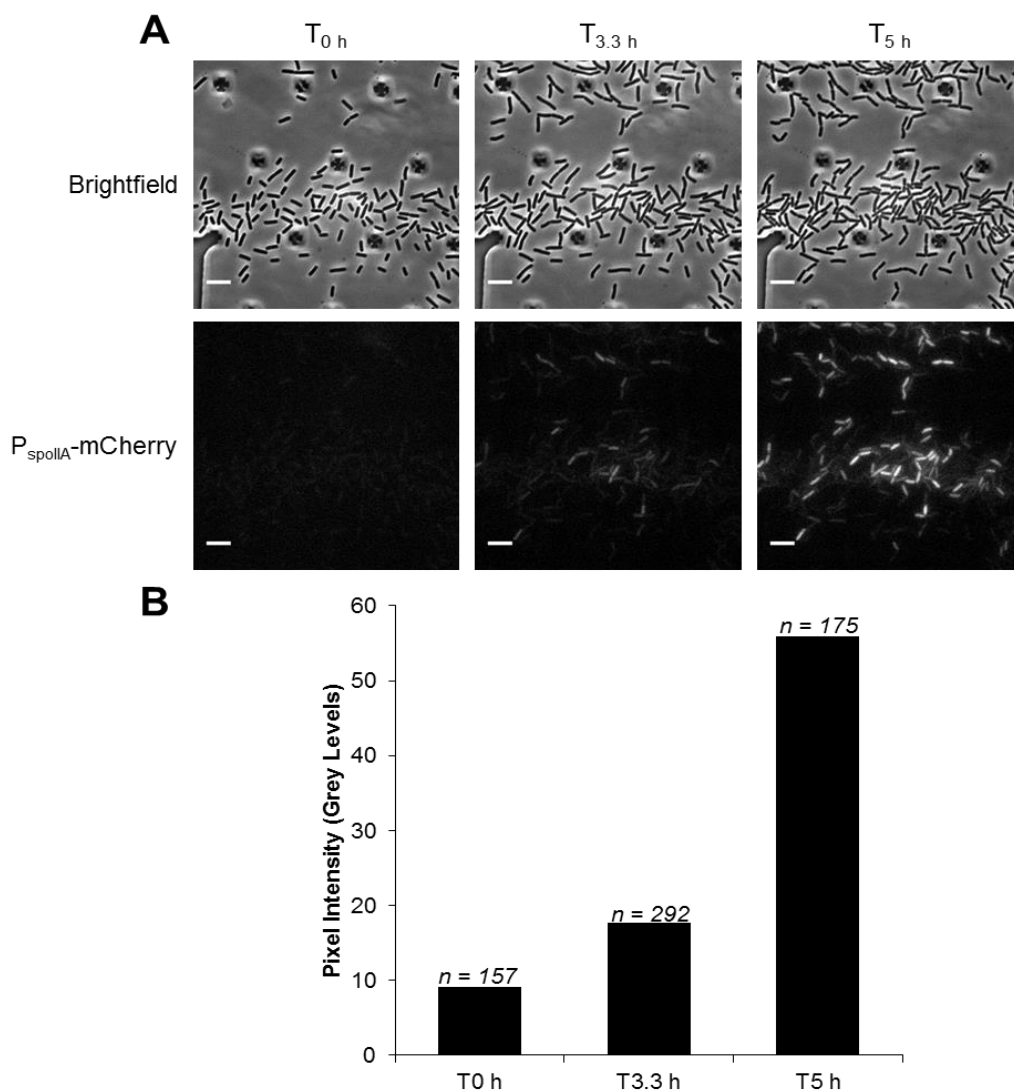 A
T0 h
T3.3 h
T5 h
Brightfield
PspoIIA-mCherry
B
Pixel Intensity (Grey Levels)
60
50
40
30
20
10
0
n = 157
n = 292
n = 175
T0 h
T3.3 h
T5 h